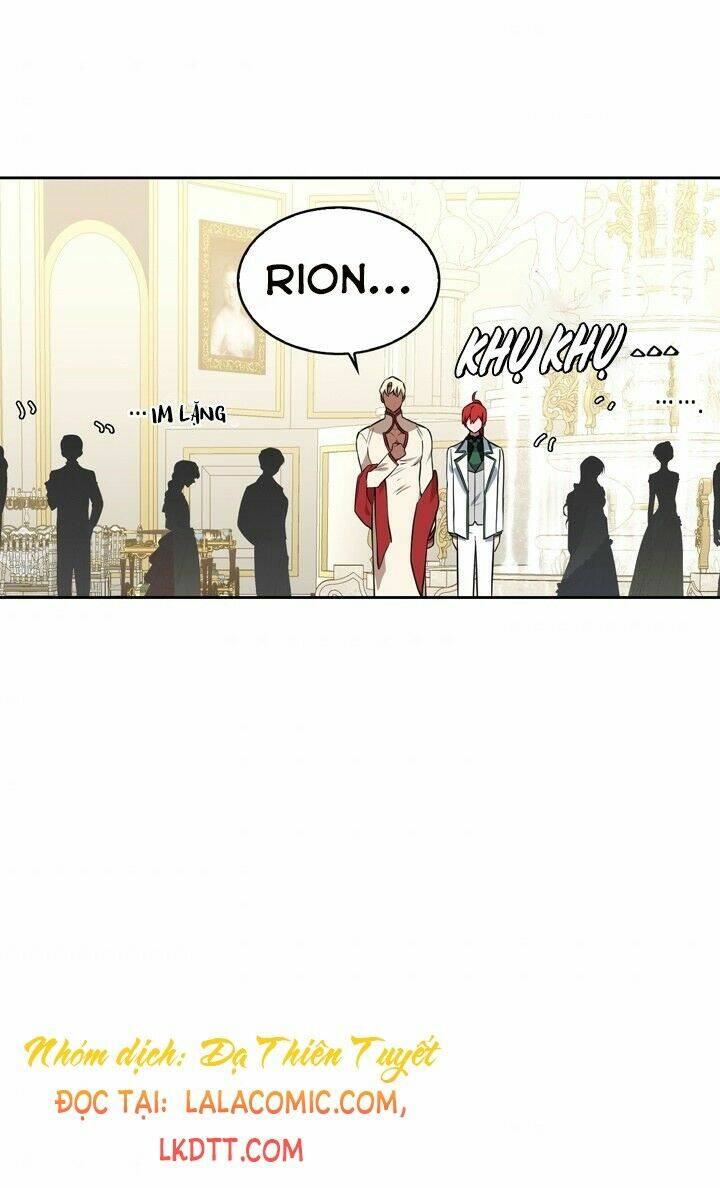 RION...
KHỤ KHỤ ...
...IM LẶNG
... ....
Nhóm dịch: Dạ Thiên Tuyết
ĐỌC TẠI: LALACOMIC.COM,
LKDTT.COM